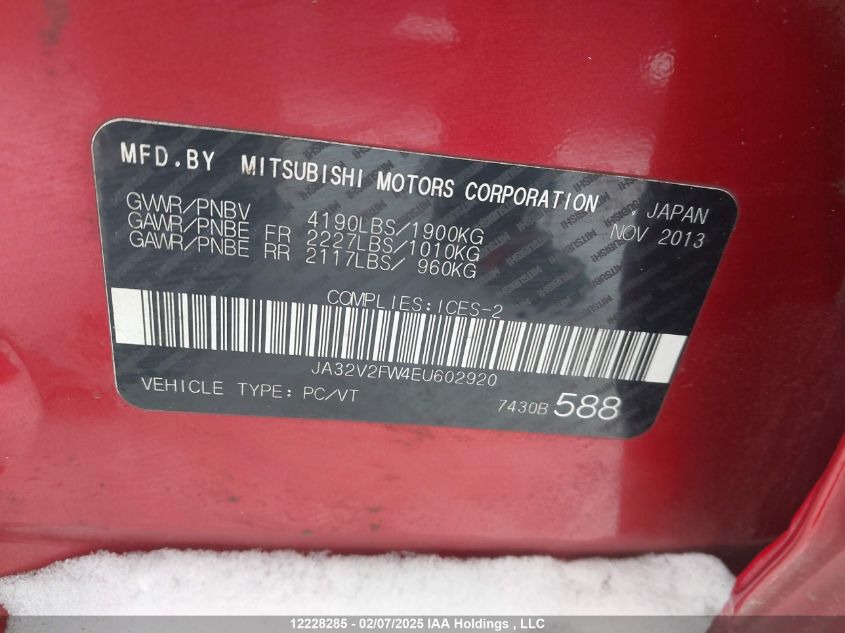 MFD.BY MITSUBISHI MOTORS CORPORATION , JAPAN
GVWR/PNBV 4190LBS/1900KG NOV 2013
GAWR/PNBE FR 2227LBS/1010KG
GAWR/PNBE RR 2117LBS/ 960KG
COMPLIES:ICES-2
JA32V2FW4EU602920
VEHICLE TYPE: PC/VT 7430B 588
12228285 - 02/07/2025 IAA Holdings , LLC